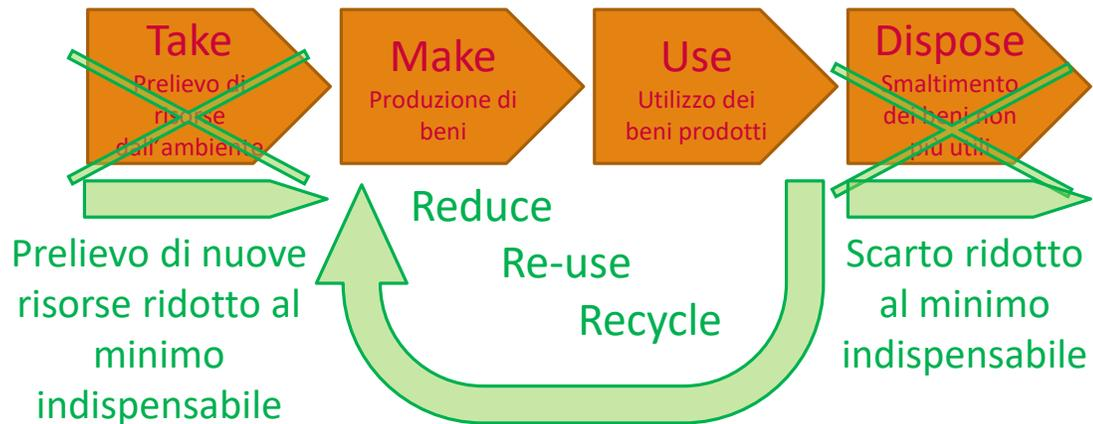 Take
Prelievo di
risorse
dall'ambiente
Make
Produzione di
beni
Use
Utilizzo dei
beni prodotti
Dispose
Smaltimento
dei beni non
più utili
Prelievo di nuove
risorse ridotto al
minimo
indispensabile
Reduce
Re-use
Recycle
Scarto ridotto
al minimo
indispensabile